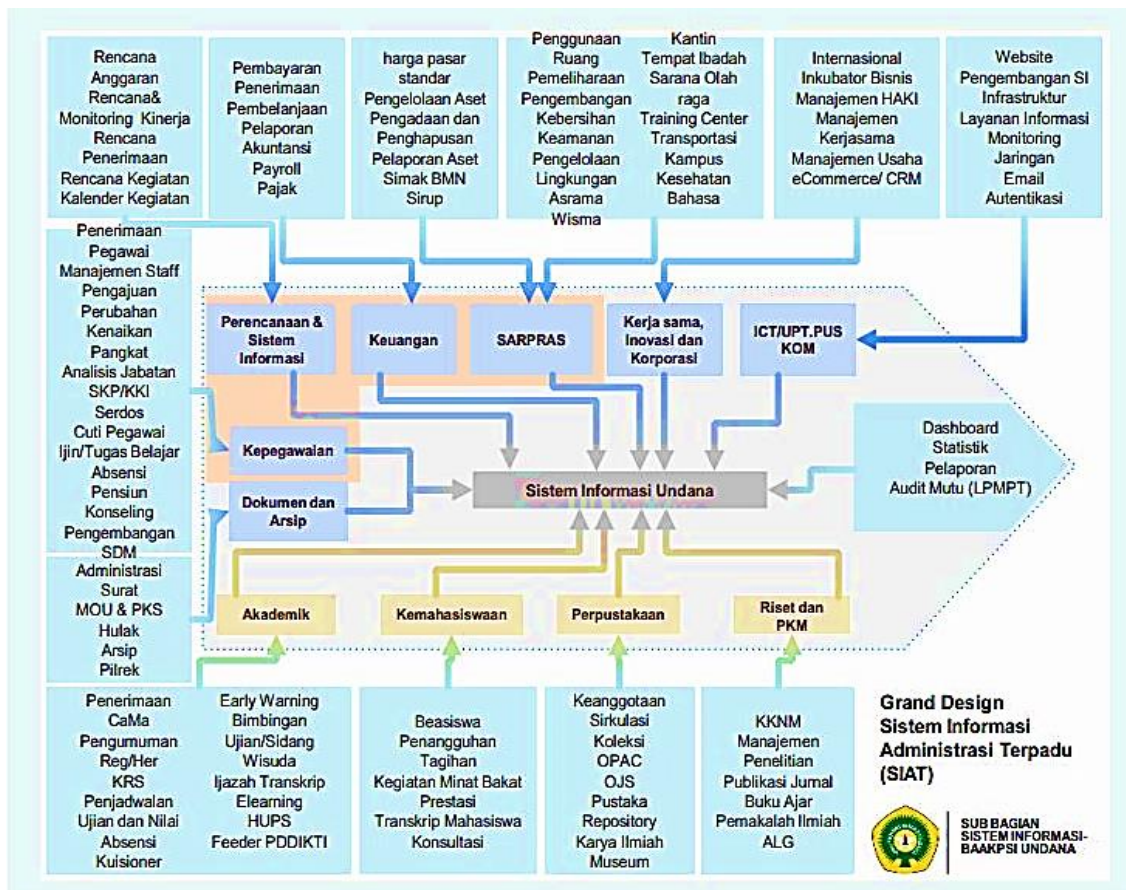 Rencana
Anggaran
Rencana&
Monitoring Kinerja
Rencana
Penerimaan
Rencana Kegiatan
Kalender Kegiatan
Pembayaran
Penerimaan
Pembelanjaan
Pelaporan
Akuntansi
Payroll
Pajak
harga pasar
standar
Pengelolaan Aset
Pengadaan dan
Penghapusan
Pelaporan Aset
Simak BMN
Sirup
Penggunaan
Ruang
Pemeliharaan
Pengembangan
Kebersihan
Keamanan
Pengelolaan
Lingkungan
Asrama
Wisma
Kantin
Tempat Ibadah
Sarana Olah
raga
Training Center
Transportasi
Kampus
Kesehatan
Bahasa
Internasional
Inkubator Bisnis
Manajemen HAKI
Manajemen
Kerjasama
Manajemen Usaha
eCommerce/ CRM
Website
Pengembangan SI
Infrastruktur
Layanan Informasi
Monitoring
Jaringan
Email
Autentikasi
Penerimaan
Pegawai
Manajemen Staff
Pengajuan
Perubahan
Kenaikan
Pangkat
Analisis Jabatan
SKP/KKI
Serdos
Cuti Pegawai
Ijin/Tugas Belajar
Absensi
Pensiun
Konseling
Pengembangan
SDM
Administrasi
Surat
MOU & PKS
Hulak
Arsip
Pilrek
Perencanaan &
Sistem
Informasi
Keuangan
SARPRAS
Kerja sama,
Inovasi dan
Korporasi
ICT/UPT.PUS
KOM
Kepegawaian
Dokumen dan
Arsip
Sistem Informasi Undana
Dashboard
Statistik
Pelaporan
Audit Mutu (LPMPT)
Akademik
Kemahasiswaan
Perpustakaan
Riset dan
PKM
Penerimaan
CaMa
Pengumuman
Reg/Her
KRS
Penjadwalan
Ujian dan Nilai
Absensi
Kuisioner
Early Warning
Bimbingan
Ujian/Sidang
Wisuda
Ijazah Transkrip
Elearning
HUPS
Feeder PDDIKTI
Beasiswa
Penangguhan
Tagihan
Kegiatan Minat Bakat
Prestasi
Transkrip Mahasiswa
Konsultasi
Keanggotaan
Sirkulasi
Koleksi
OPAC
OJS
Pustaka
Repository
Karya Ilmiah
Museum
KKNM
Manajemen
Penelitian
Publikasi Jurnal
Buku Ajar
Pemakalah Ilmiah
ALG
Grand Design
Sistem Informasi
Administrasi Terpadu
(SIAT)
SUB BAGIAN
SISTEM INFORMASI-
BAAKPSI UNDANA